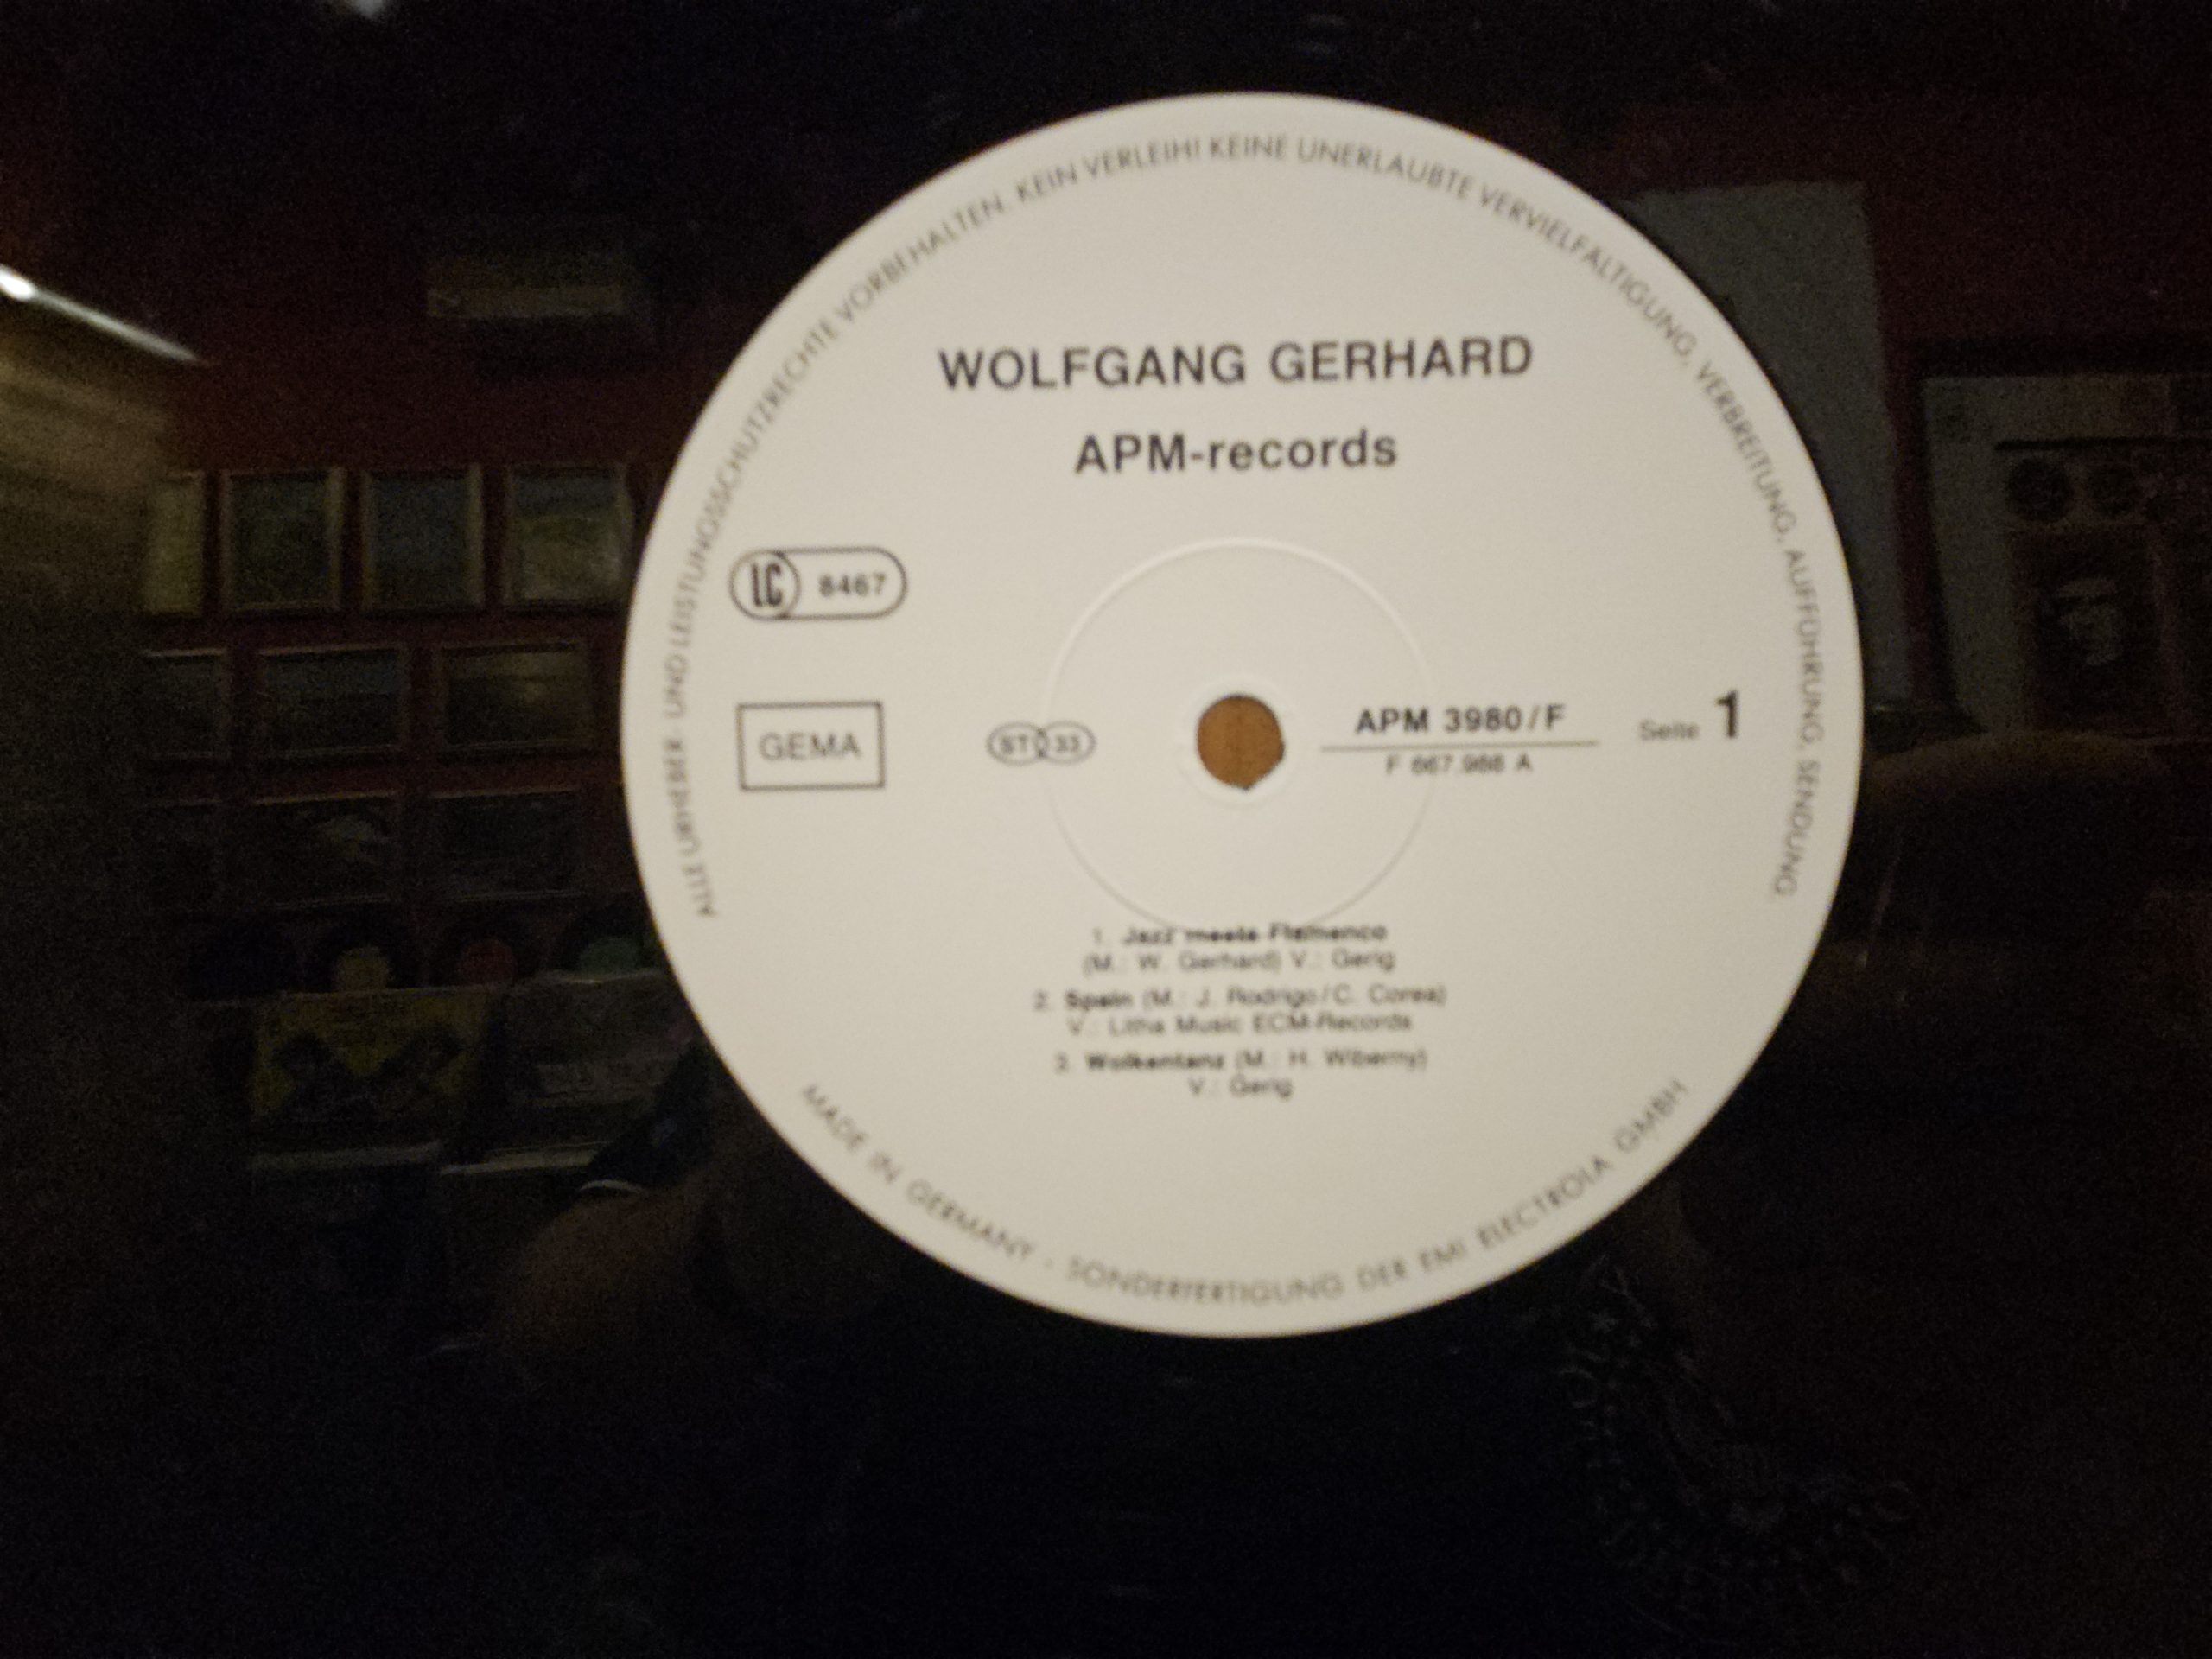 ALLE URHEBER- UND LEISTUNGSSCHUTZRECHTE VORBEHALTEN. KEIN VERLEIH! KEINE UNERLAUBTE VERVIELFÄLTIGUNG, VERBREITUNG, AUFFÜHRUNG, SENDUNG
WOLFGANG GERHARD
APM-records
LC 8467
GEMA
ST 33
APM 3980/F
F 667.988 A
Seite 1
1. Jazz meets Flamenco
(M.: W. Gerhard) V.: Gerig
2. Spain (M.: J. Rodrigo/C. Corea)
V.: Litha Music ECM-Records
3. Wolkentanz (M.: H. Wiberny)
V.: Gerig
MADE IN GERMANY - SONDERFERTIGUNG DER EMI ELECTROLA GMBH